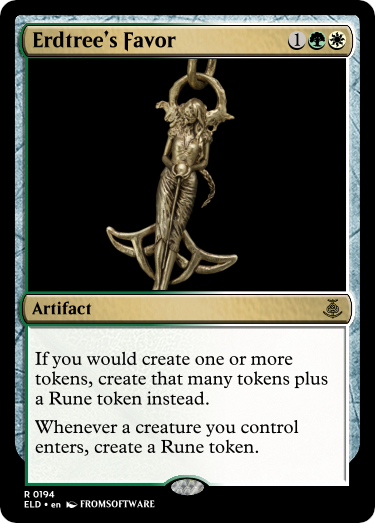 Erdtree's Favor 1
Artifact
If you would create one or more
tokens, create that many tokens plus
a Rune token instead.
Whenever a creature you control
enters, create a Rune token.
R 0194
ELD • en FROMSOFTWARE